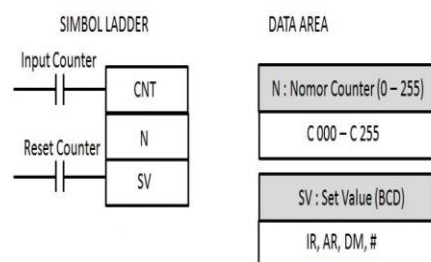 SIMBOL LADDER
DATA AREA
Input Counter
CNT
N
SV
Reset Counter
N : Nomor Counter (0 – 255)
C 000 – C 255
SV : Set Value (BCD)
IR, AR, DM, #